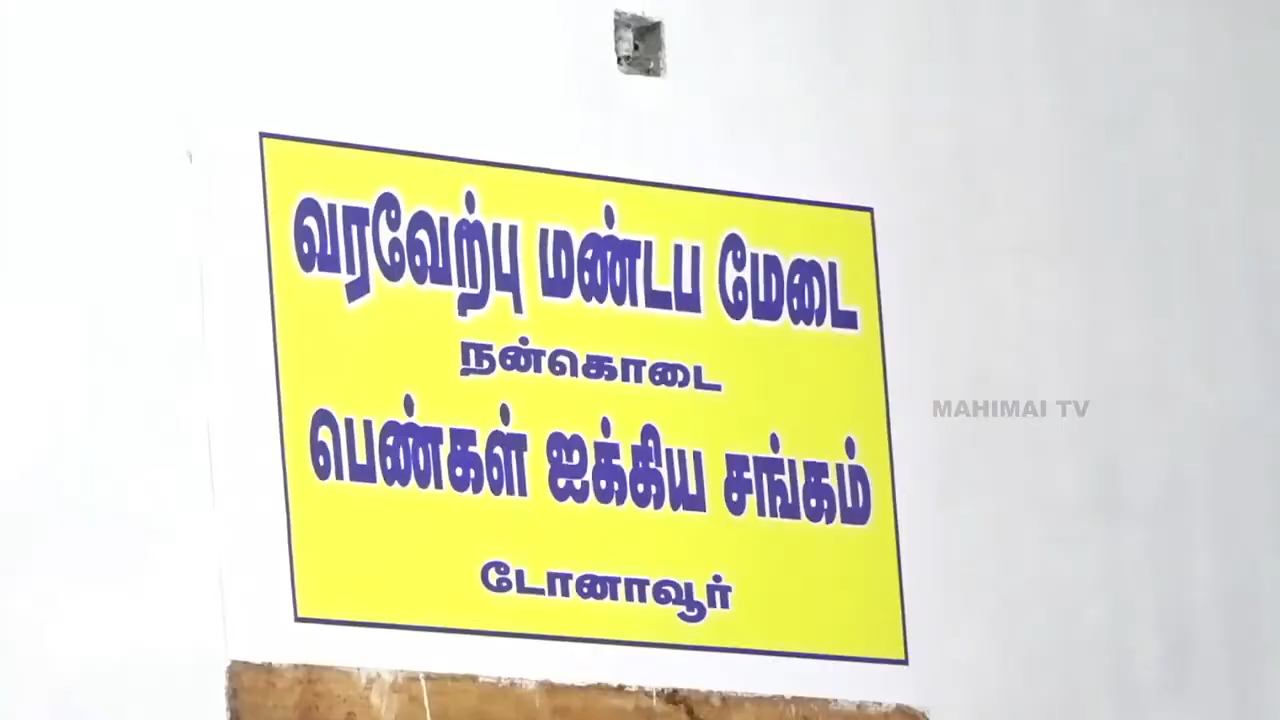 வரவேற்பு மண்டப மேடை
நன்கொடை
பெண்கள் ஐக்கிய சங்கம்
டோனாவூர்
MAHIMAI TV